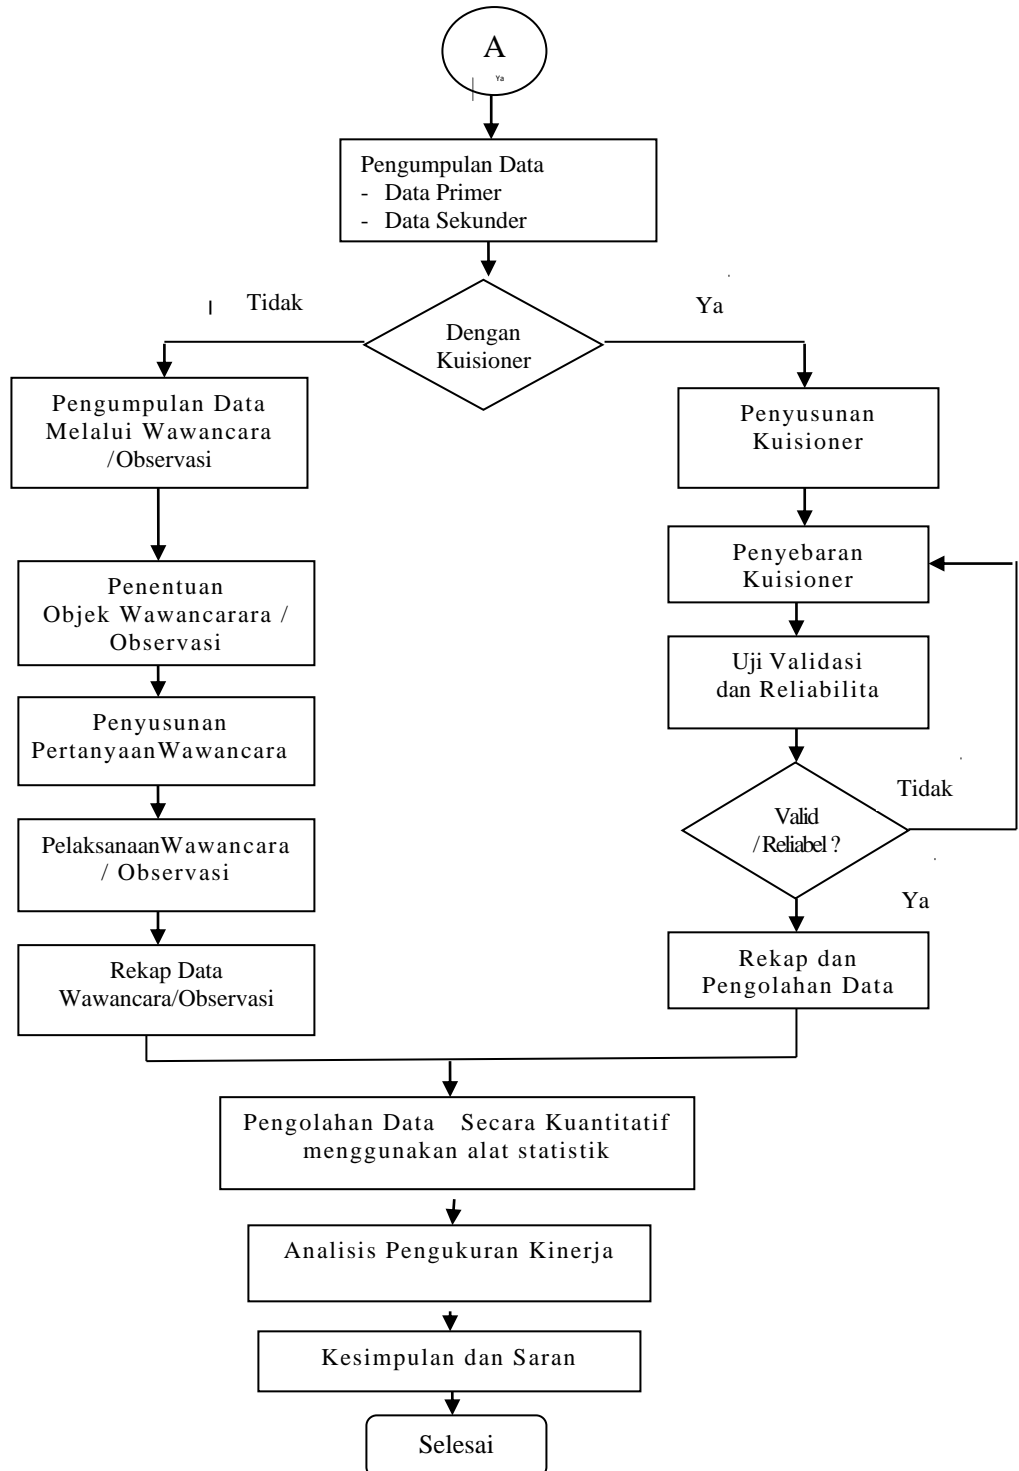 A
Ya
Pengumpulan Data
- Data Primer
- Data Sekunder
Tidak
Ya
Dengan
Kuisioner
Pengumpulan Data
Melalui Wawancara
/Observasi
Penentuan
Objek Wawancarara /
Observasi
Penyusunan
PertanyaanWawancara
PelaksanaanWawancara
/ Observasi
Rekap Data
Wawancara/Observasi
Penyusunan
Kuisioner
Penyebaran
Kuisioner
Uji Validasi
dan Reliabilita
Valid
/ Reliabel ?
Tidak
Ya
Rekap dan
Pengolahan Data
Pengolahan Data Secara Kuantitatif
menggunakan alat statistik
Analisis Pengukuran Kinerja
Kesimpulan dan Saran
Selesai